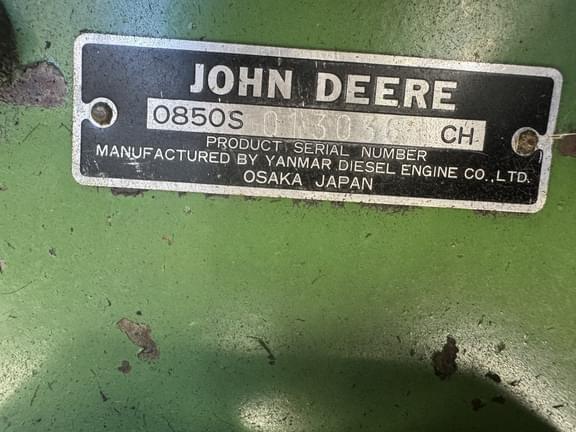 JOHN DEERE
0850S CH
PRODUCT SERIAL NUMBER
MANUFACTURED BY YANMAR DIESEL ENGINE CO.,LTD.
OSAKA JAPAN